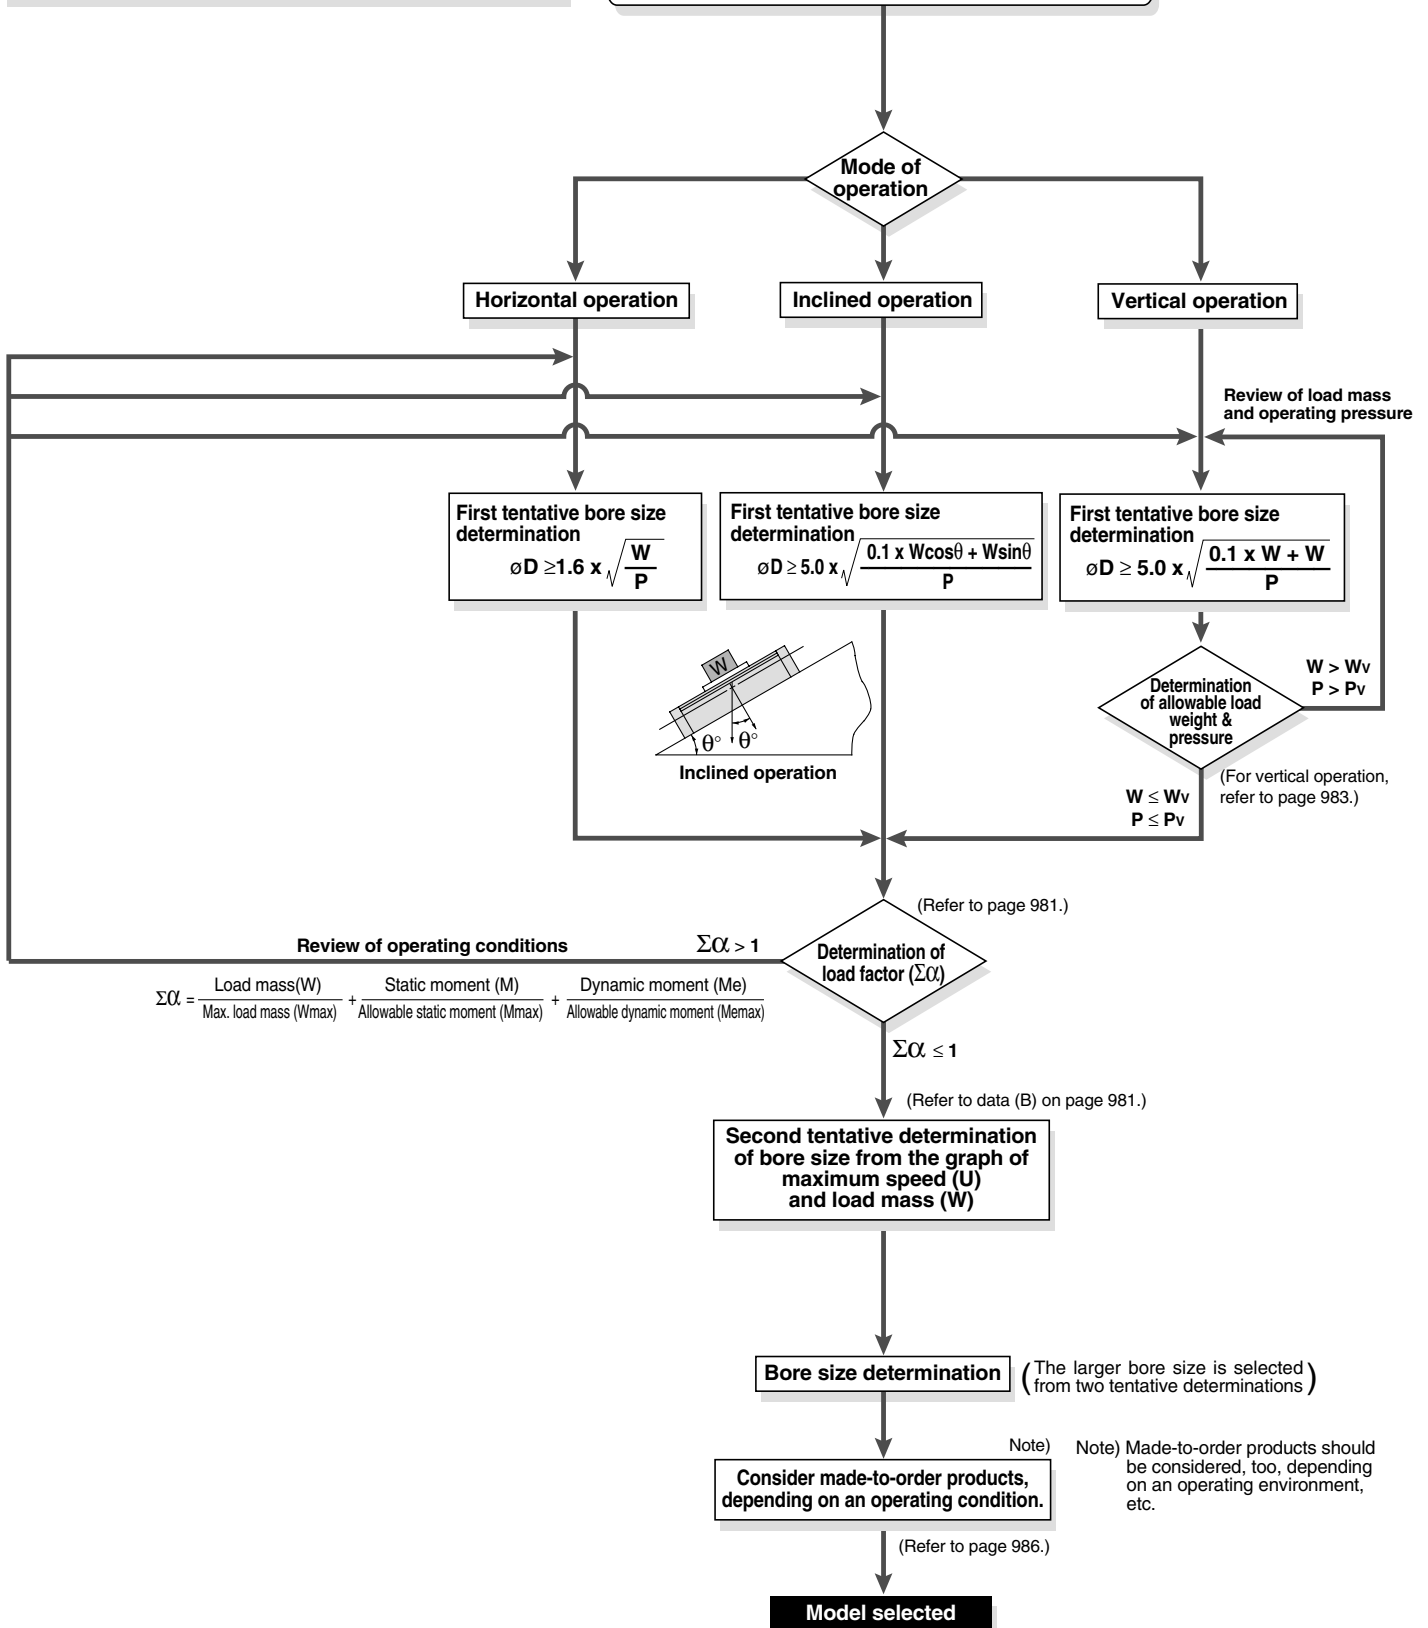 Mode of
operation
Horizontal operation
Inclined operation
Vertical operation
Review of load mass
and operating pressure
First tentative bore size
determination
øD ≥1.6 x √(W/P)
First tentative bore size
determination
øD ≥ 5.0 x √((0.1 x Wcosθ + Wsinθ)/P)
First tentative bore size
determination
øD ≥ 5.0 x √((0.1 x W + W)/P)
W
θ° θ°
Inclined operation
Determination
of allowable load
weight &
pressure
W > Wv
P > Pv
(For vertical operation,
refer to page 983.)
W ≤ Wv
P ≤ Pv
(Refer to page 981.)
Determination of
load factor (Σα)
Review of operating conditions
Σα > 1
Σα = Load mass(W)/Max. load mass (Wmax) + Static moment (M)/Allowable static moment (Mmax) + Dynamic moment (Me)/Allowable dynamic moment (Memax)
Σα ≤ 1
(Refer to data (B) on page 981.)
Second tentative determination
of bore size from the graph of
maximum speed (U)
and load mass (W)
Bore size determination
(The larger bore size is selected
from two tentative determinations)
Note)
Consider made-to-order products,
depending on an operating condition.
Note) Made-to-order products should
be considered, too, depending
on an operating environment,
etc.
(Refer to page 986.)
Model selected